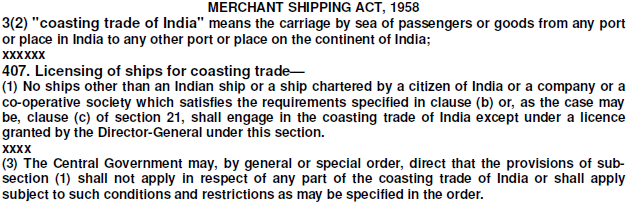 MERCHANT SHIPPING ACT, 1958
3(2) "coasting trade of India" means the carriage by sea of passengers or goods from any port
or place in India to any other port or place on the continent of India;
xxxxxx
407. Licensing of ships for coasting trade—
(1) No ships other than an Indian ship or a ship chartered by a citizen of India or a company or a
co-operative society which satisfies the requirements specified in clause (b) or, as the case may
be, clause (c) of section 21, shall engage in the coasting trade of India except under a licence
granted by the Director-General under this section.
xxxx
(3) The Central Government may, by general or special order, direct that the provisions of sub-
section (1) shall not apply in respect of any part of the coasting trade of India or shall apply
subject to such conditions and restrictions as may be specified in the order.